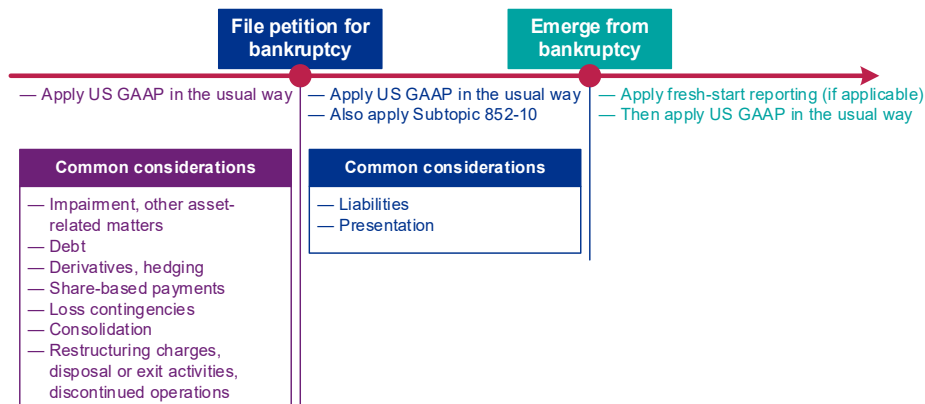 File petition for
bankruptcy
Emerge from
bankruptcy
— Apply US GAAP in the usual way
— Apply US GAAP in the usual way
— Also apply Subtopic 852-10
— Apply fresh-start reporting (if applicable)
— Then apply US GAAP in the usual way
Common considerations
— Impairment, other asset-
related matters
— Debt
— Derivatives, hedging
— Share-based payments
— Loss contingencies
— Consolidation
— Restructuring charges,
disposal or exit activities,
discontinued operations
Common considerations
— Liabilities
— Presentation